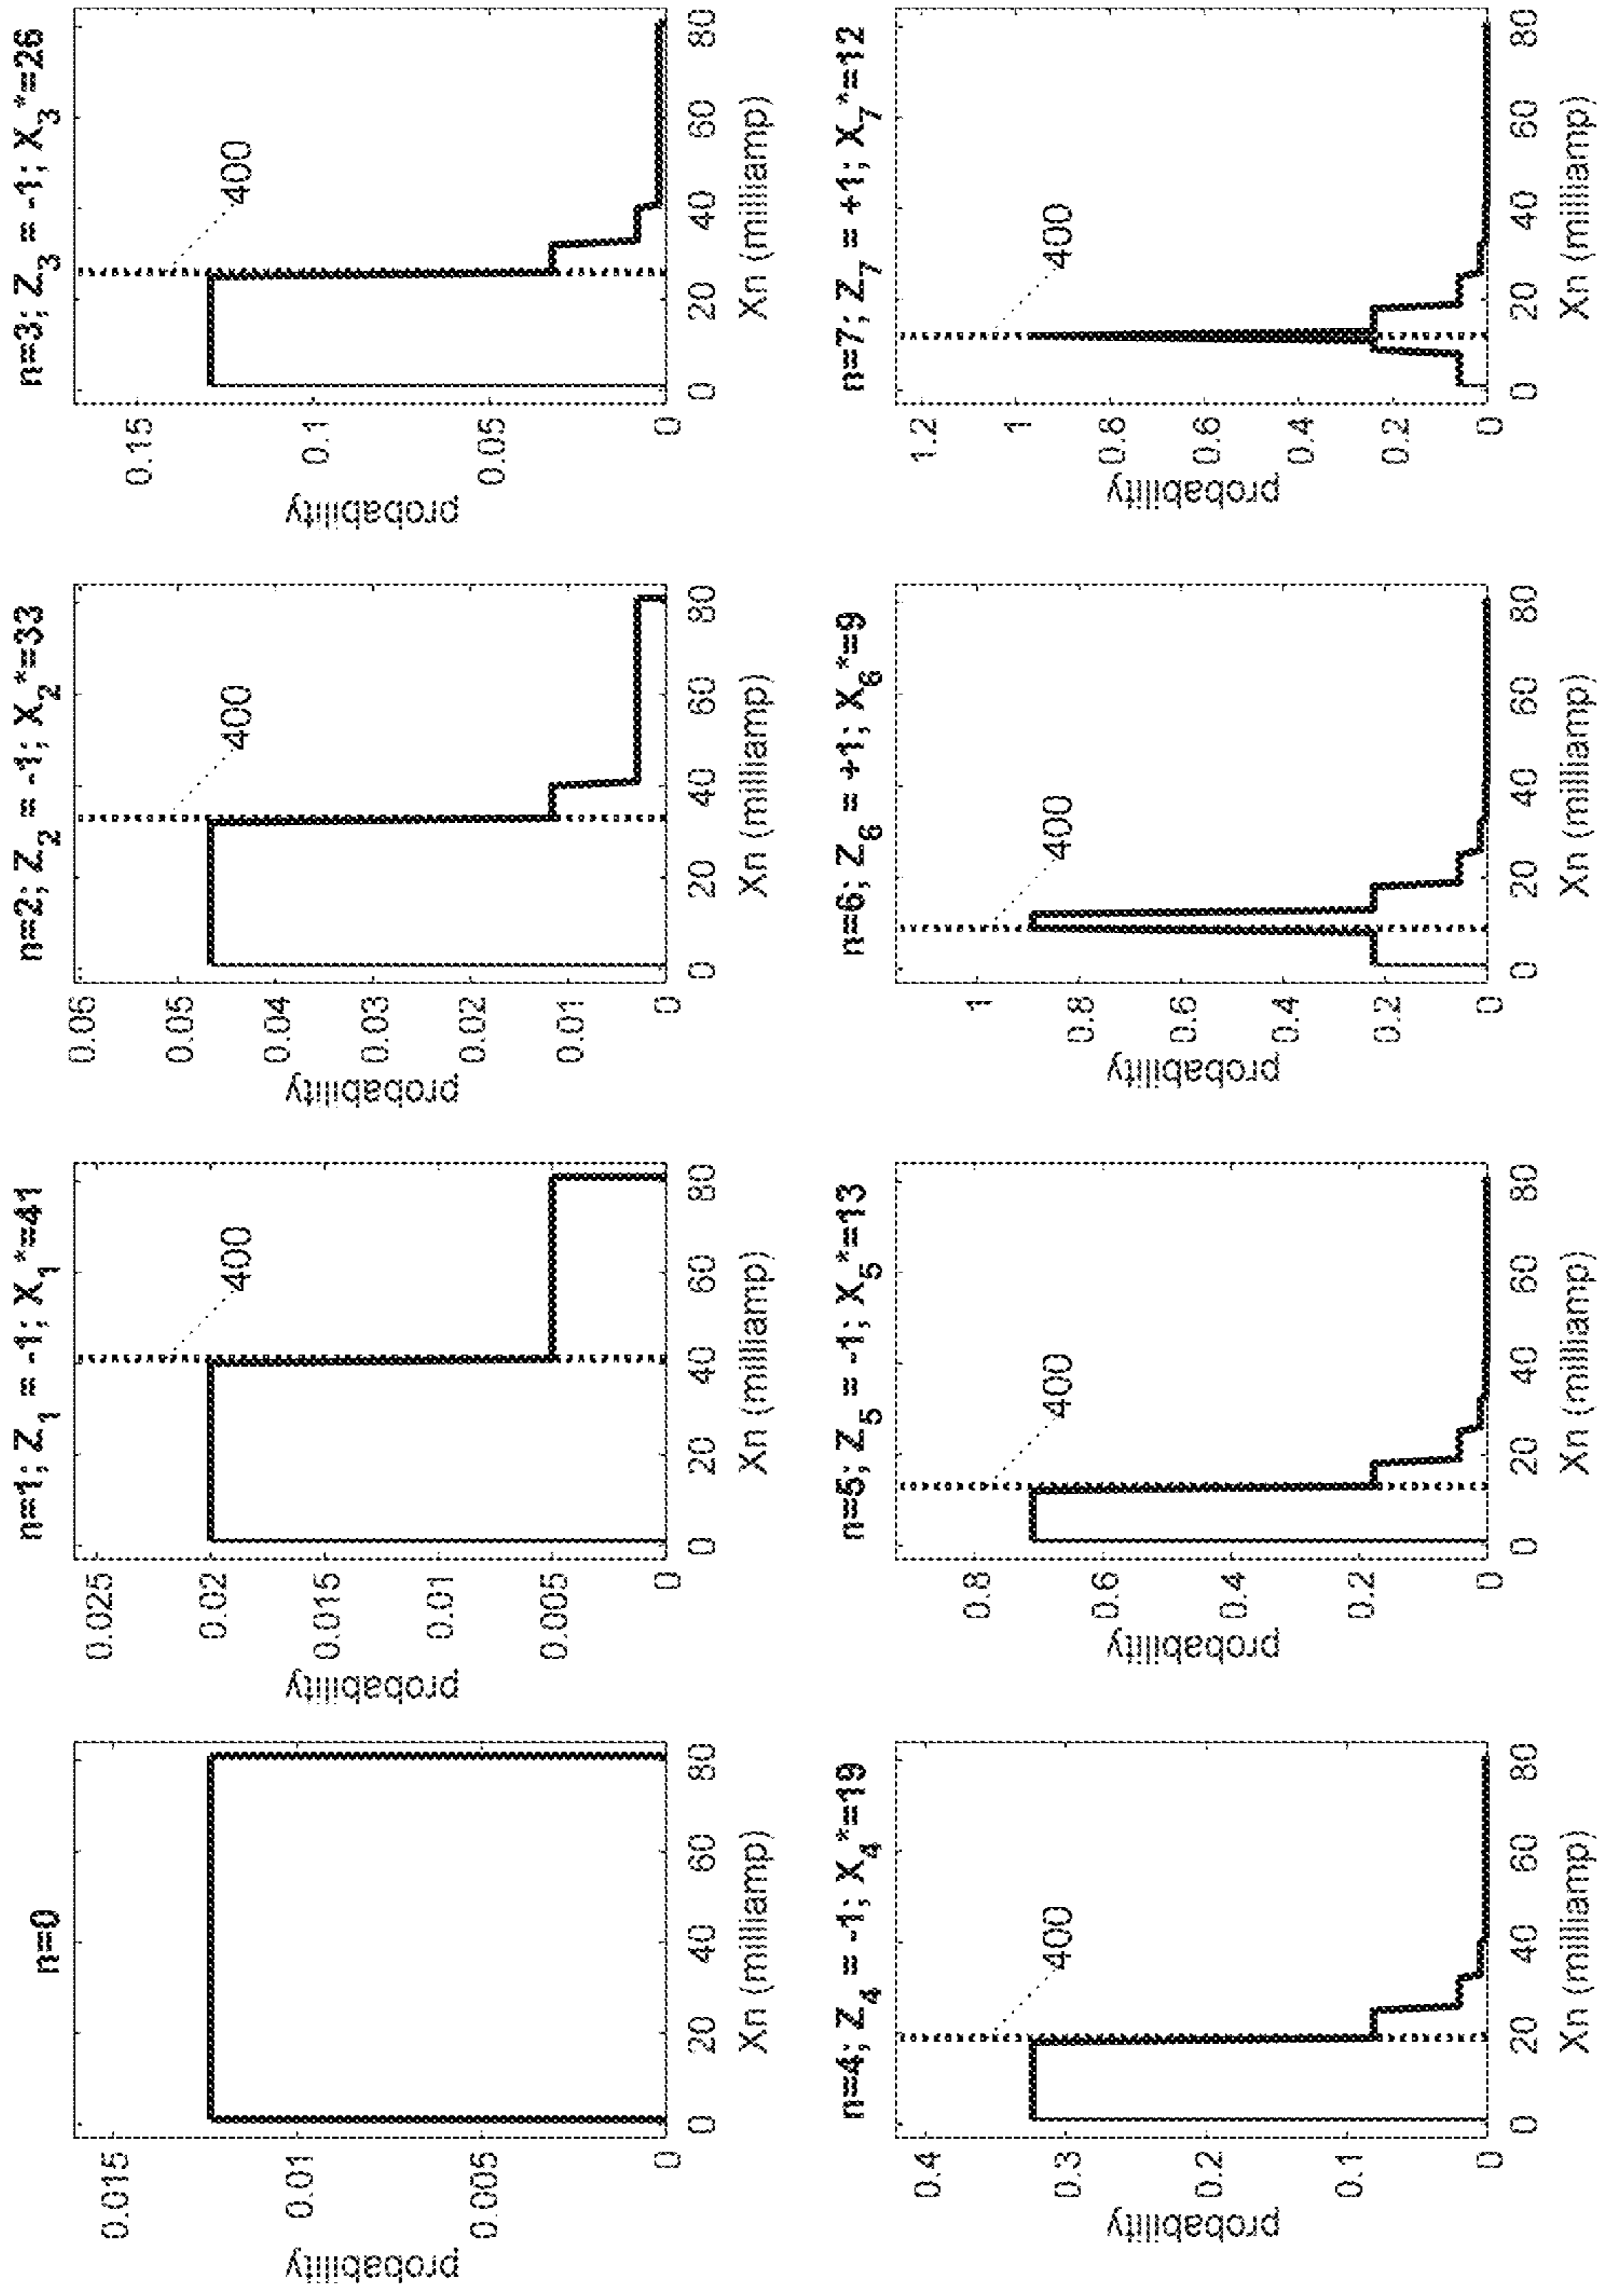 n=0
probability
0.015
0.01
0.005
0
0 20 40 60 80
Xn (milliamp)
n=1; Z1 = -1; X1*=41
400
probability
0.025
0.02
0.015
0.01
0.005
0
0 20 40 60 80
Xn (milliamp)
n=2; Z2 = -1; X2*=33
400
probability
0.06
0.05
0.04
0.03
0.02
0.01
0
0 20 40 60 80
Xn (milliamp)
n=3; Z3 = -1; X3*=26
400
probability
0.15
0.1
0.05
0
0 20 40 60 80
Xn (milliamp)
n=4; Z4 = -1; X4*=19
400
probability
0.4
0.3
0.2
0.1
0
0 20 40 60 80
Xn (milliamp)
n=5; Z5 = -1; X5*=13
400
probability
0.8
0.6
0.4
0.2
0
0 20 40 60 80
Xn (milliamp)
n=6; Z6 = +1; X6*=9
400
probability
1
0.8
0.6
0.4
0.2
0
0 20 40 60 80
Xn (milliamp)
n=7; Z7 = +1; X7*=12
400
probability
1.2
1
0.8
0.6
0.4
0.2
0
0 20 40 60 80
Xn (milliamp)